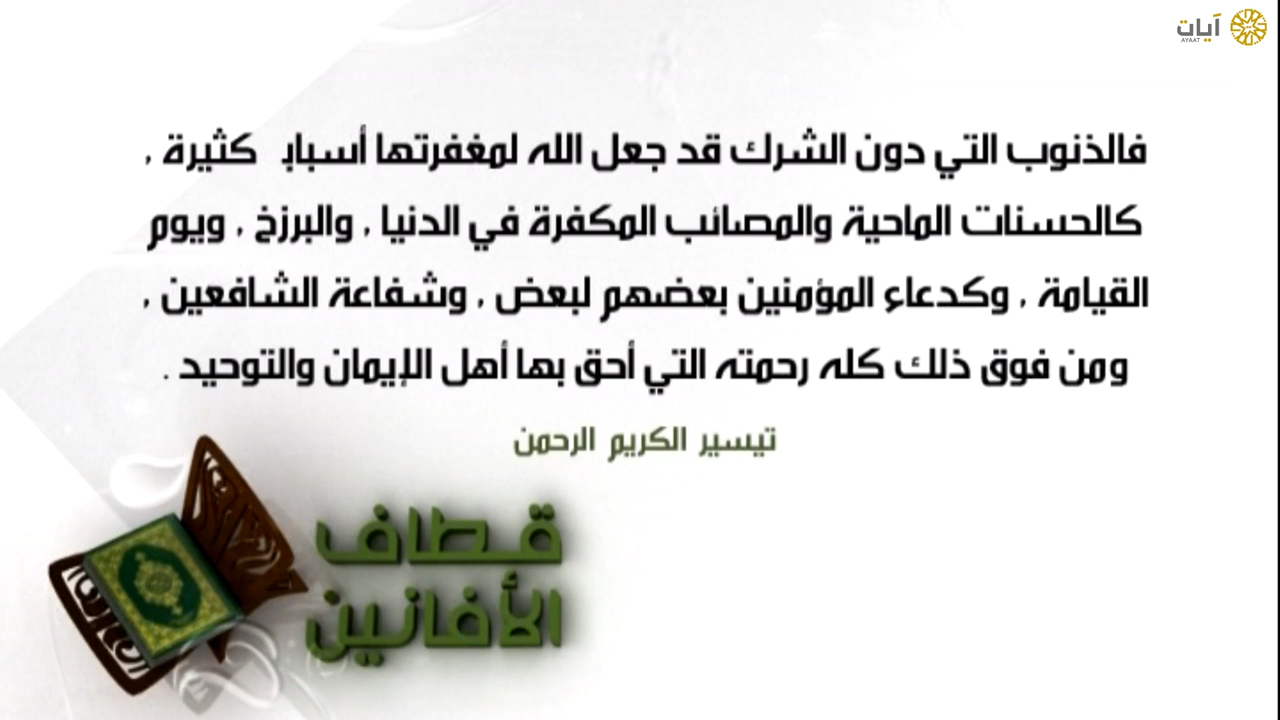 آيات
AYAAT
فالذنوب التي دون الشرك قد جعل الله لمغفرتها أسباب كثيرة ,
كالحسنات الماحية والمصائب المكفرة في الدنيا , والبرزخ , ويوم
القيامة , وكدعاء المؤمنين بعضهم لبعض , وشفاعة الشافعين ,
ومن فوق ذلك كله رحمته التي أحق بها أهل الإيمان والتوحيد .
تيسير الكريم الرحمن
قطاف
الأفانين